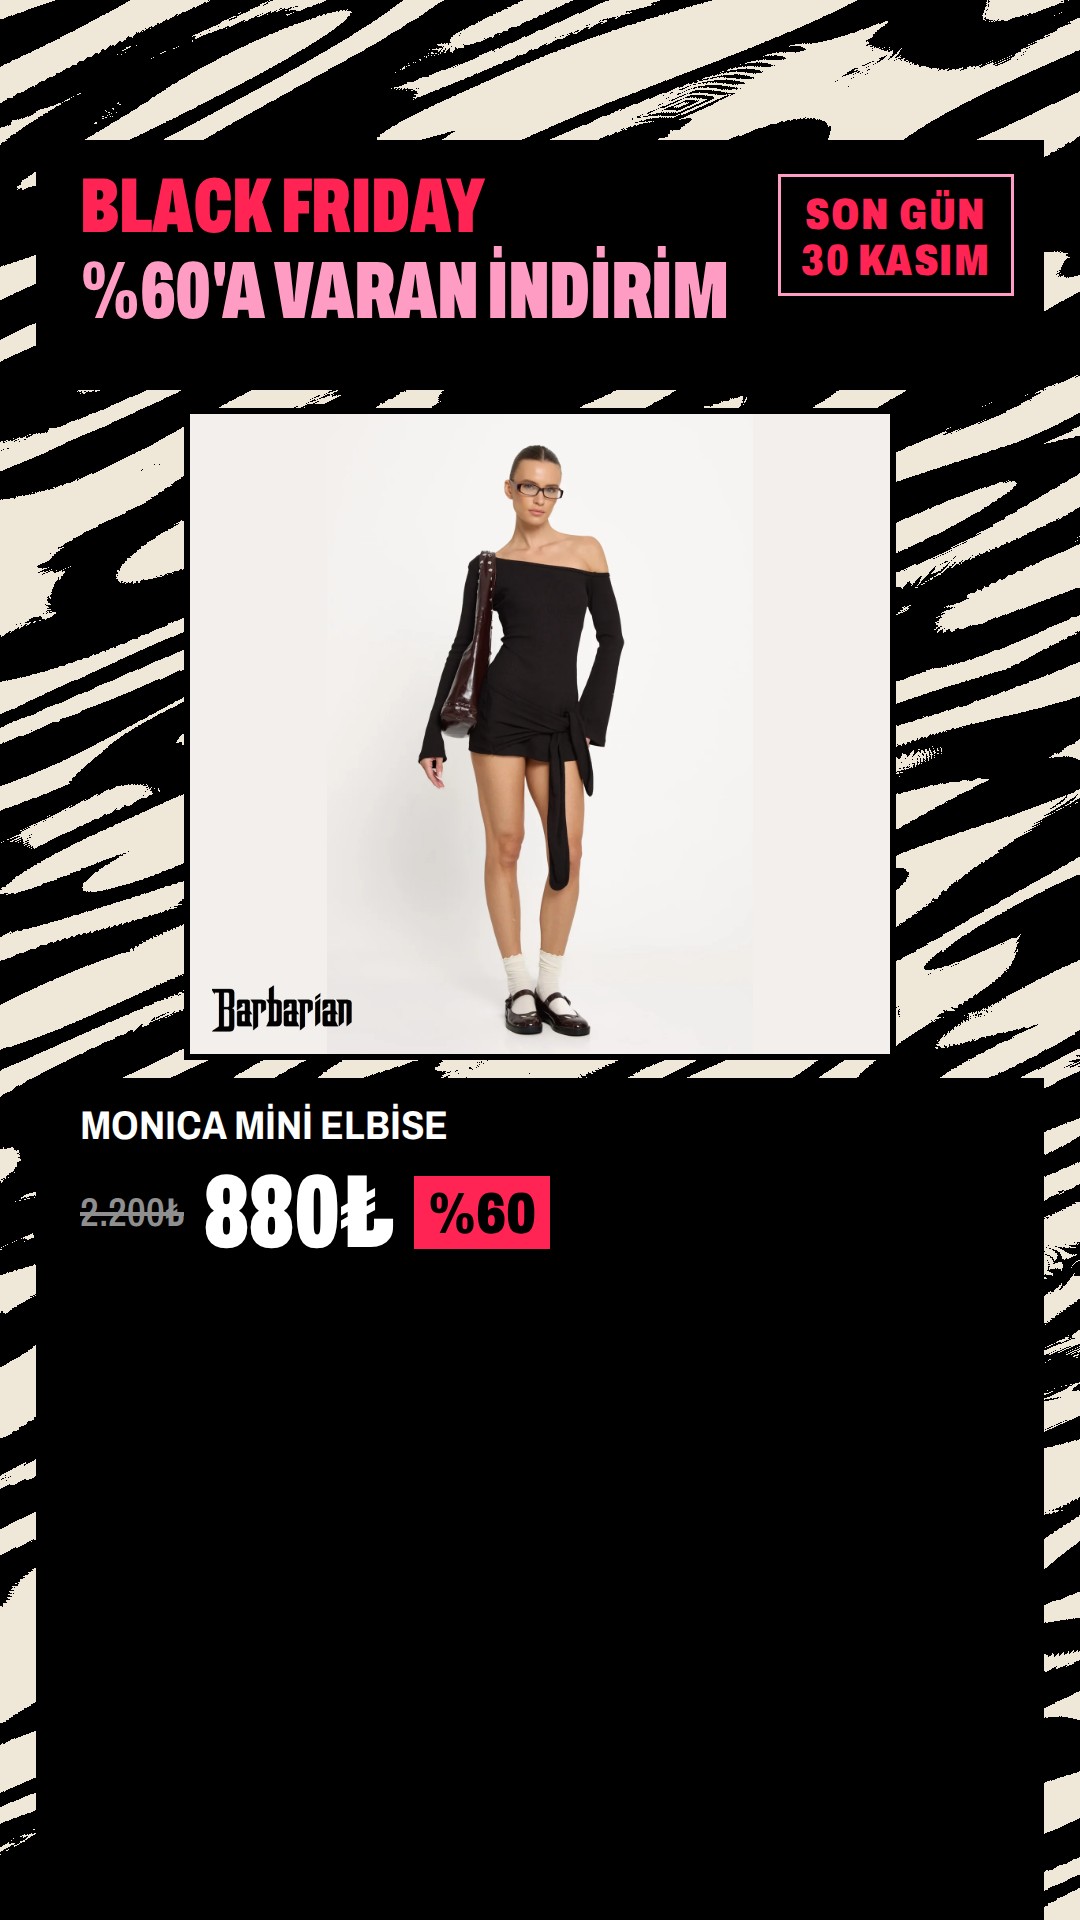 BLACK FRIDAY
%60'A VARAN İNDİRİM
SON GÜN
30 KASIM
Barbarian
MONICA MİNİ ELBİSE
2.200₺ 880₺ %60